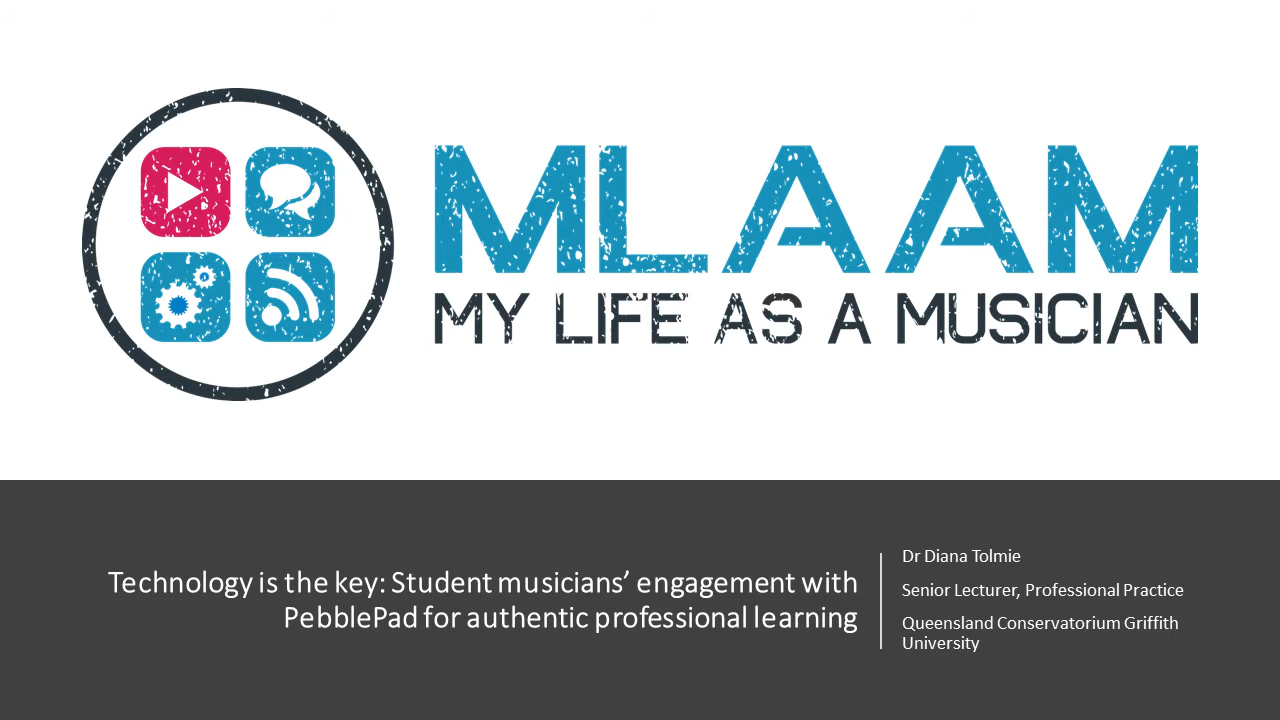 MLAAM
MY LIFE AS A MUSICIAN
Technology is the key: Student musicians’ engagement with
PebblePad for authentic professional learning
Dr Diana Tolmie
Senior Lecturer, Professional Practice
Queensland Conservatorium Griffith
University